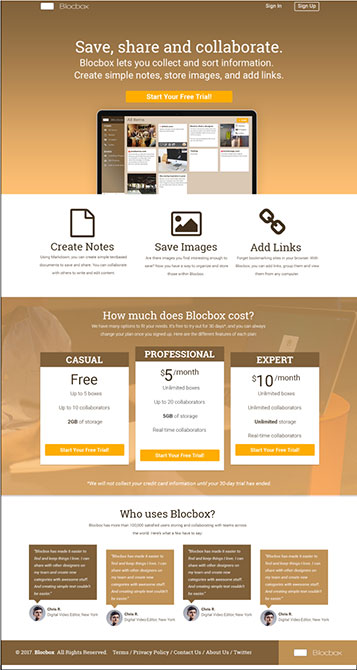 Blocbox
Sign In
Sign Up
Save, share and collaborate.
Blocbox lets you collect and sort information.
Create simple notes, store images, and add links.
Start Your Free Trial!
All Items
Create Notes
Using Markdown, you can create simple text-based
documents to save and share. You can collaborate
with others to write and edit content.
Save Images
Are there images you find interesting enough to
save? Now you have a way to organize and store
those within Blocbox.
Add Links
Forget bookmarking sites in your browser. With
Blocbox, you can add links, group them and view
them from any computer.
How much does Blocbox cost?
We have many options to fit your needs. It's free to try out for 30 days*, and you can always
change your plan once you signed up. Here are the different features of each plan:
CASUAL
Free
Up to 5 boxes
Up to 10 collaborators
2GB of storage
Start Your Free Trial!
PROFESSIONAL
$5/month
Unlimited boxes
Up to 20 collaborators
5GB of storage
Real-time collaborators
Start Your Free Trial!
EXPERT
$10/month
Unlimited boxes
Unlimited collaborators
Unlimited storage
Real-time collaborators
Start Your Free Trial!
*We will not collect your credit card information until your 30-day trial has ended.
Who uses Blocbox?
Blocbox has more than 100,000 satisfied users storing and collaborating with teams across
the world. Here's what a few have to say:
"Blocbox has made it easier to
find and keep things I love. I can
share with other designers on
my team and create new
categories with awesome stuff.
And creating simple text couldn't
be easier"
Chris R.
Digital Video Editor, New York
"Blocbox has made it easier to
find and keep things I love. I can
share with other designers on
my team and create new
categories with awesome stuff.
And creating simple text couldn't
be easier"
Chris R.
Digital Video Editor, New York
"Blocbox has made it easier to
find and keep things I love. I can
share with other designers on
my team and create new
categories with awesome stuff.
And creating simple text couldn't
be easier"
Chris R.
Digital Video Editor, New York
"Blocbox has made it easier to
find and keep things I love. I can
share with other designers on
my team and create new
categories with awesome stuff.
And creating simple text couldn't
be easier"
Chris R.
Digital Video Editor, New York
© 2017 Blocbox All Rights Reserved. Terms / Privacy Policy / Contact Us / About Us / Twitter
Blocbox